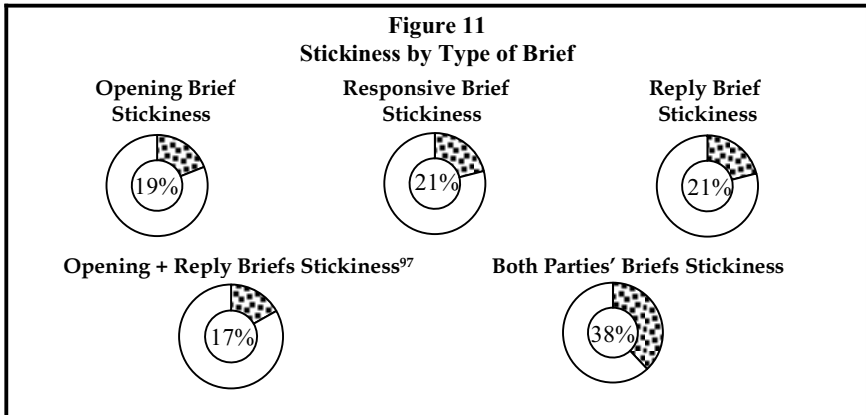 Figure 11
Stickiness by Type of Brief
Opening Brief
Stickiness
19%
Responsive Brief
Stickiness
21%
Reply Brief
Stickiness
21%
Opening + Reply Briefs Stickiness⁹⁷
17%
Both Parties’ Briefs Stickiness
38%